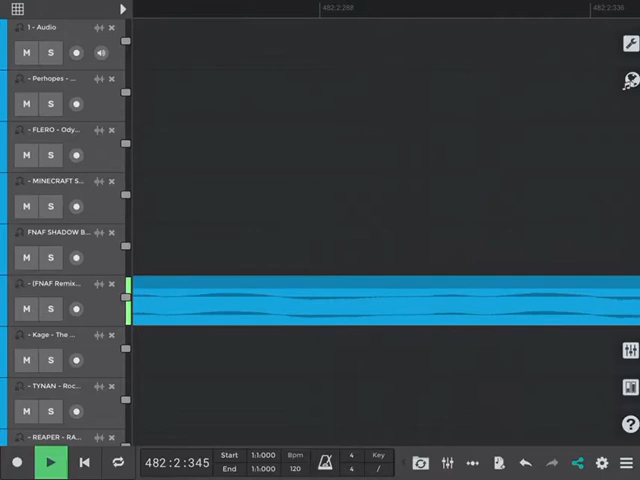 482:2:288
482:2:336
1 - Audio
M S
- Perhopes - ...
M S
- FLERO - Ody...
M S
- MINECRAFT S...
M S
FNAF SHADOW B...
M S
- (FNAF Remix...
M S
- Kage - The ...
M S
- TYNAN - Roc...
M S
- REAPER - RA...
482:2:345
Start 1:1:000 Bpm 4 Key
End 1:1:000 120 4 /
?